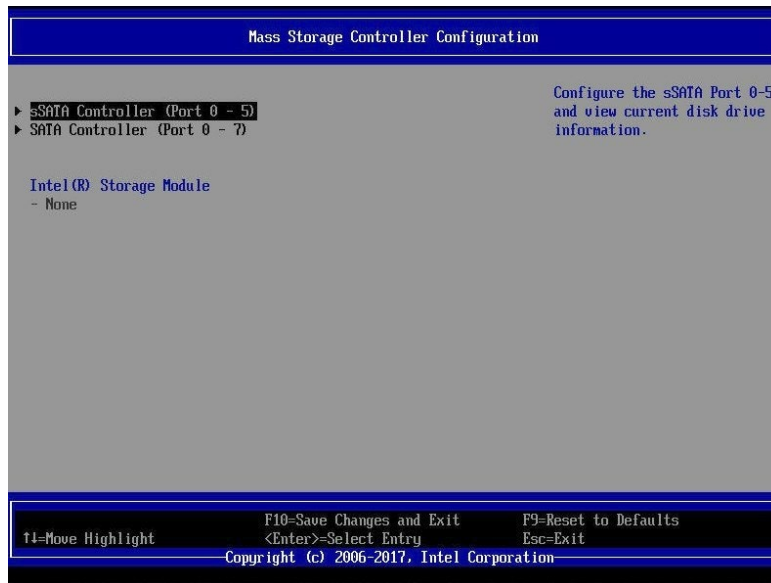 Mass Storage Controller Configuration
▶ sSATA Controller (Port 0 - 5)
▶ SATA Controller (Port 0 - 7)
Configure the sSATA Port 0-5
and view current disk drive
information.
Intel(R) Storage Module
- None
F10=Save Changes and Exit F9=Reset to Defaults
↑↓=Move Highlight <Enter>=Select Entry Esc=Exit
Copyright (c) 2006-2017, Intel Corporation